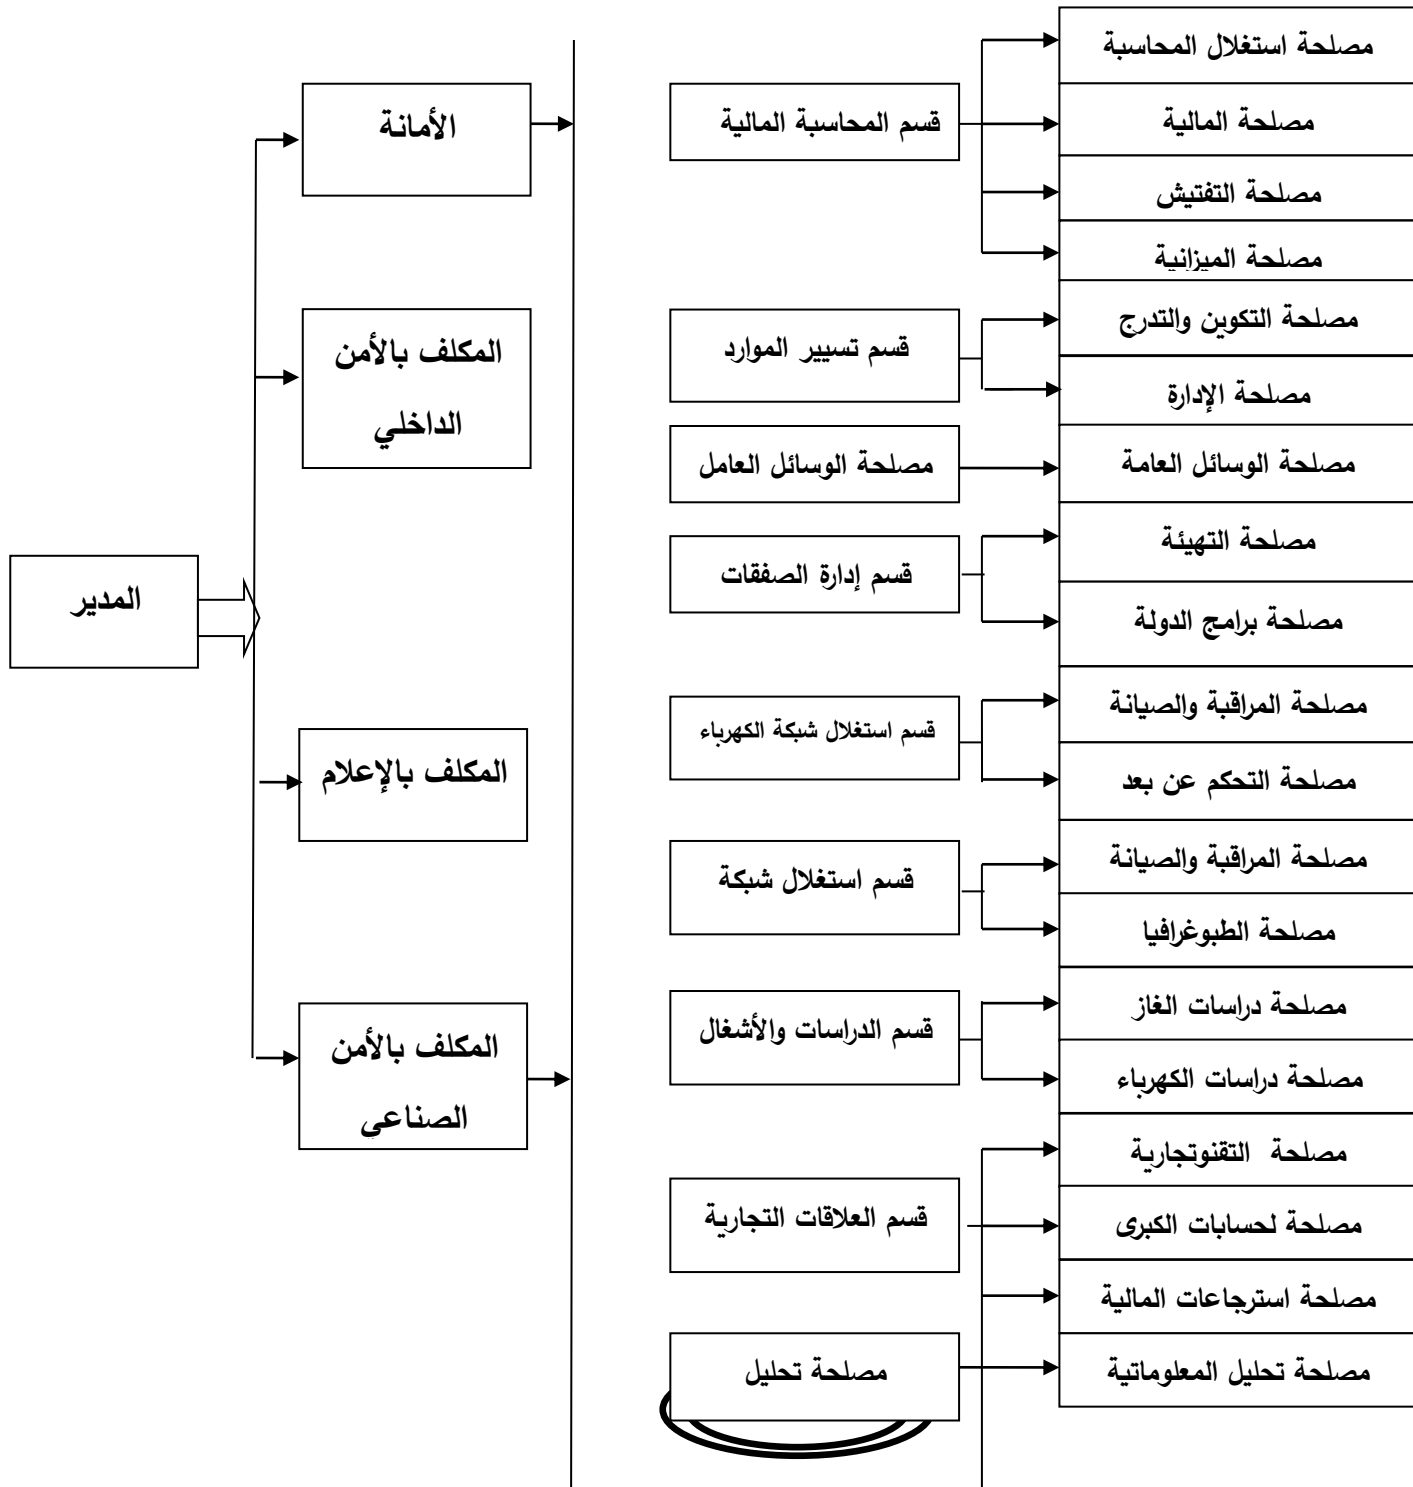 المدير
الأمانة
المكلف بالأمن
الداخلي
المكلف بالإعلام
المكلف بالأمن
الصناعي
قسم المحاسبة المالية
قسم تسيير الموارد
مصلحة الوسائل العامل
قسم إدارة الصفقات
قسم استغلال شبكة الكهرباء
قسم استغلال شبكة
قسم الدراسات والأشغال
قسم العلاقات التجارية
مصلحة تحليل
مصلحة استغلال المحاسبة
مصلحة المالية
مصلحة التفتيش
مصلحة الميزانية
مصلحة التكوين والتدرج
مصلحة الإدارة
مصلحة الوسائل العامة
مصلحة التهيئة
مصلحة برامج الدولة
مصلحة المراقبة والصيانة
مصلحة التحكم عن بعد
مصلحة المراقبة والصيانة
مصلحة الطبوغرافيا
مصلحة دراسات الغاز
مصلحة دراسات الكهرباء
مصلحة التقنوتجارية
مصلحة لحسابات الكبرى
مصلحة استرجاعات المالية
مصلحة تحليل المعلوماتية